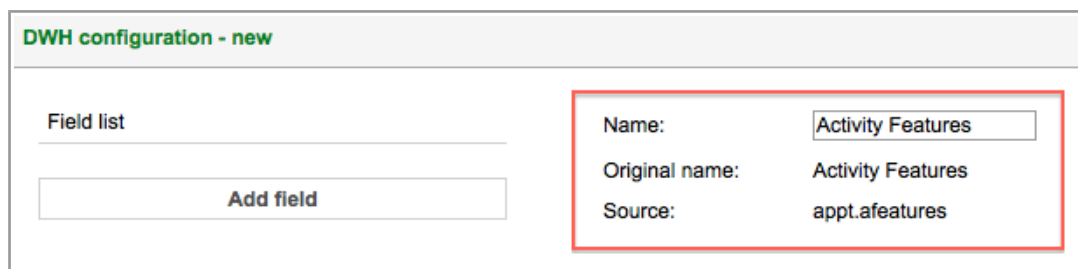 DWH configuration - new
Field list
Add field
Name: Activity Features
Original name: Activity Features
Source: appt.afeatures